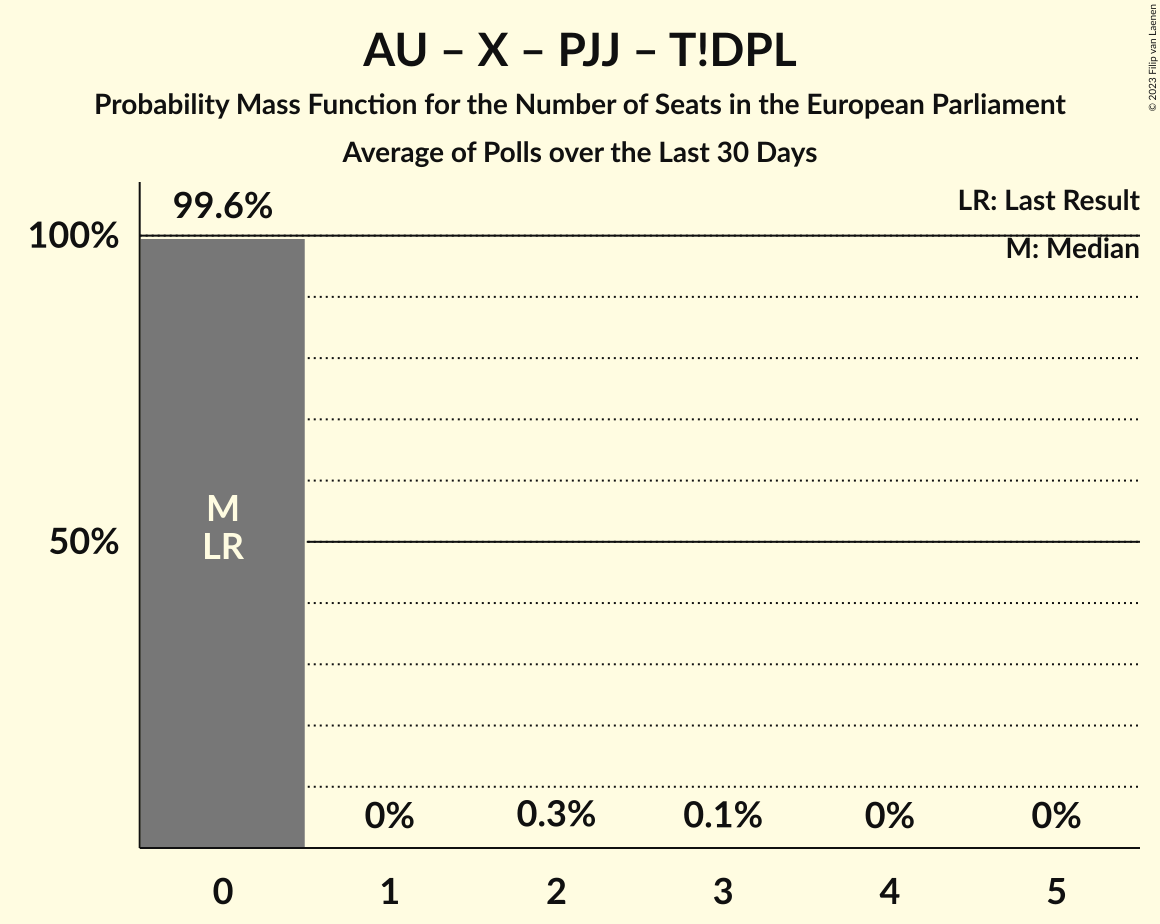 AU – X – PJJ – T!DPL
Probability Mass Function for the Number of Seats in the European Parliament
Average of Polls over the Last 30 Days
© 2023 Filip van Laenen
LR: Last Result
M: Median
99.6%
100%
50%
M
LR
0%
0.3%
0.1%
0%
0%
0
1
2
3
4
5